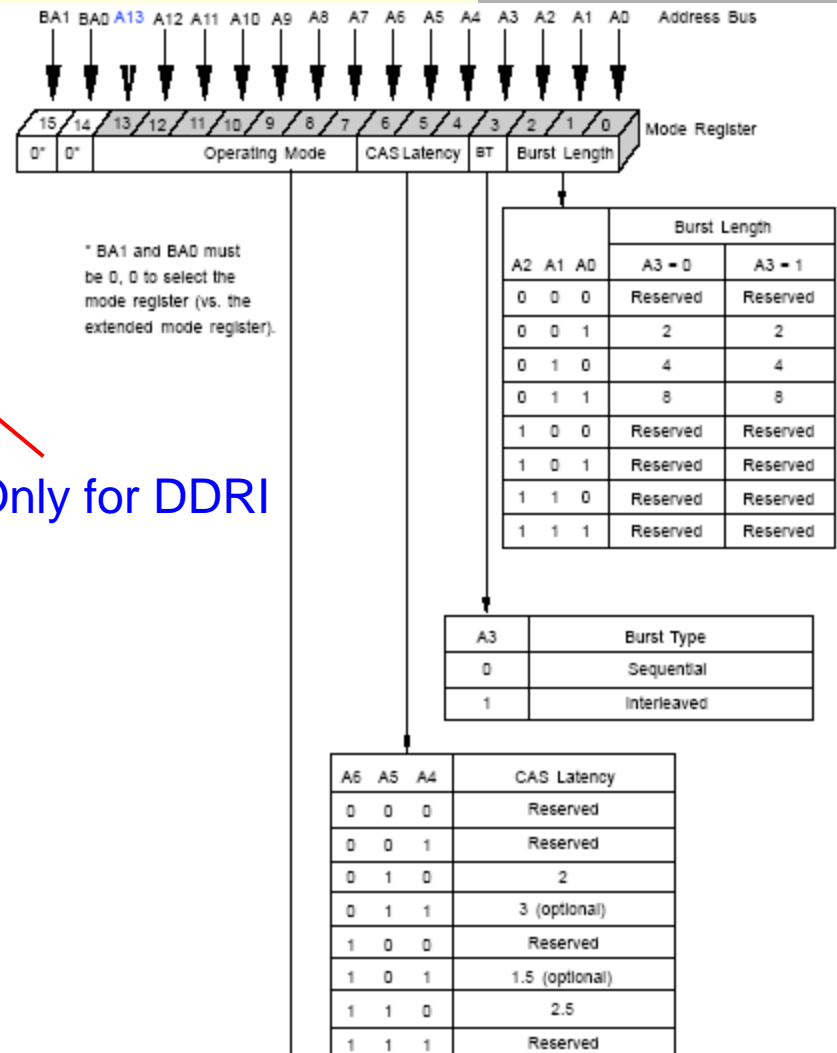 BA1 BA0 A13 A12 A11 A10 A9 A8 A7 A6 A5 A4 A3 A2 A1 A0 Address Bus
15 14 13 12 11 10 9 8 7 6 5 4 3 2 1 0 Mode Register
0* 0* Operating Mode CAS Latency BT Burst Length
* BA1 and BA0 must
be 0, 0 to select the
mode register (vs. the
extended mode register).
Burst Length
A2 A1 A0 A3 = 0 A3 = 1
0 0 0 Reserved Reserved
0 0 1 2 2
0 1 0 4 4
0 1 1 8 8
1 0 0 Reserved Reserved
1 0 1 Reserved Reserved
1 1 0 Reserved Reserved
1 1 1 Reserved Reserved
Only for DDRI
A3 Burst Type
0 Sequential
1 Interleaved
A6 A5 A4 CAS Latency
0 0 0 Reserved
0 0 1 Reserved
0 1 0 2
0 1 1 3 (optional)
1 0 0 Reserved
1 0 1 1.5 (optional)
1 1 0 2.5
1 1 1 Reserved